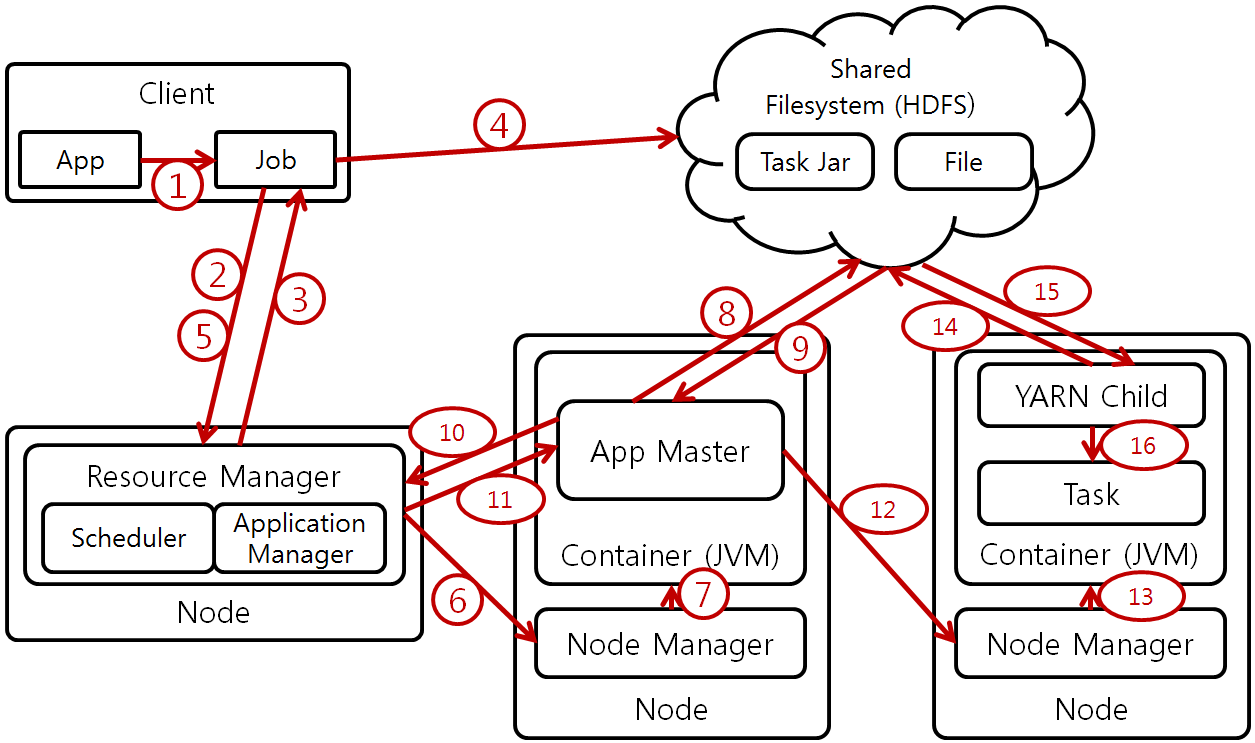 Client
App
Job
1
2
3
4
5
Shared
Filesystem (HDFS)
Task Jar
File
8
9
14
15
10
11
Resource Manager
Scheduler
Application
Manager
Node
6
App Master
Container (JVM)
7
Node Manager
Node
12
YARN Child
16
Task
Container (JVM)
13
Node Manager
Node